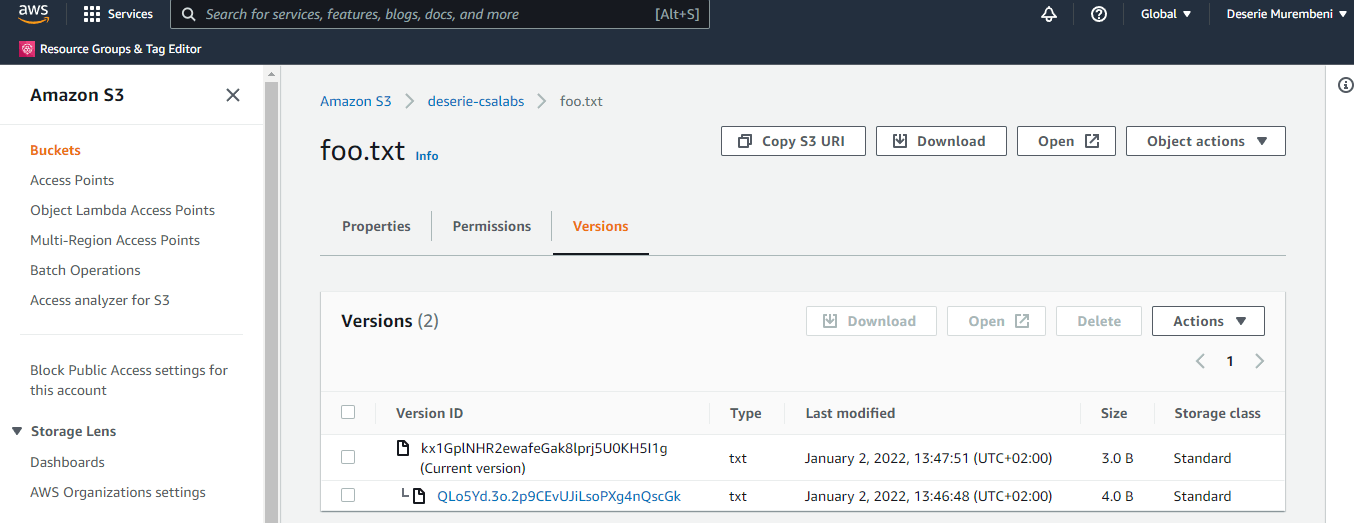 aws Services Search for services, features, blogs, docs, and more [Alt+S] Global Deserie Murembeni
Resource Groups & Tag Editor
Amazon S3
Buckets
Access Points
Object Lambda Access Points
Multi-Region Access Points
Batch Operations
Access analyzer for S3
Block Public Access settings for
this account
Storage Lens
Dashboards
AWS Organizations settings
Amazon S3 deserie-csalabs foo.txt
foo.txt Info Copy S3 URI Download Open Object actions
Properties Permissions Versions
Versions (2) Download Open Delete Actions
1
Version ID Type Last modified Size Storage class
kx1GplNHR2ewafeGak8lprj5U0KH5I1g
(Current version) txt January 2, 2022, 13:47:51 (UTC+02:00) 3.0 B Standard
QLo5Yd.3o.2p9CEvUJiLsoPXg4nQscGk txt January 2, 2022, 13:46:48 (UTC+02:00) 4.0 B Standard